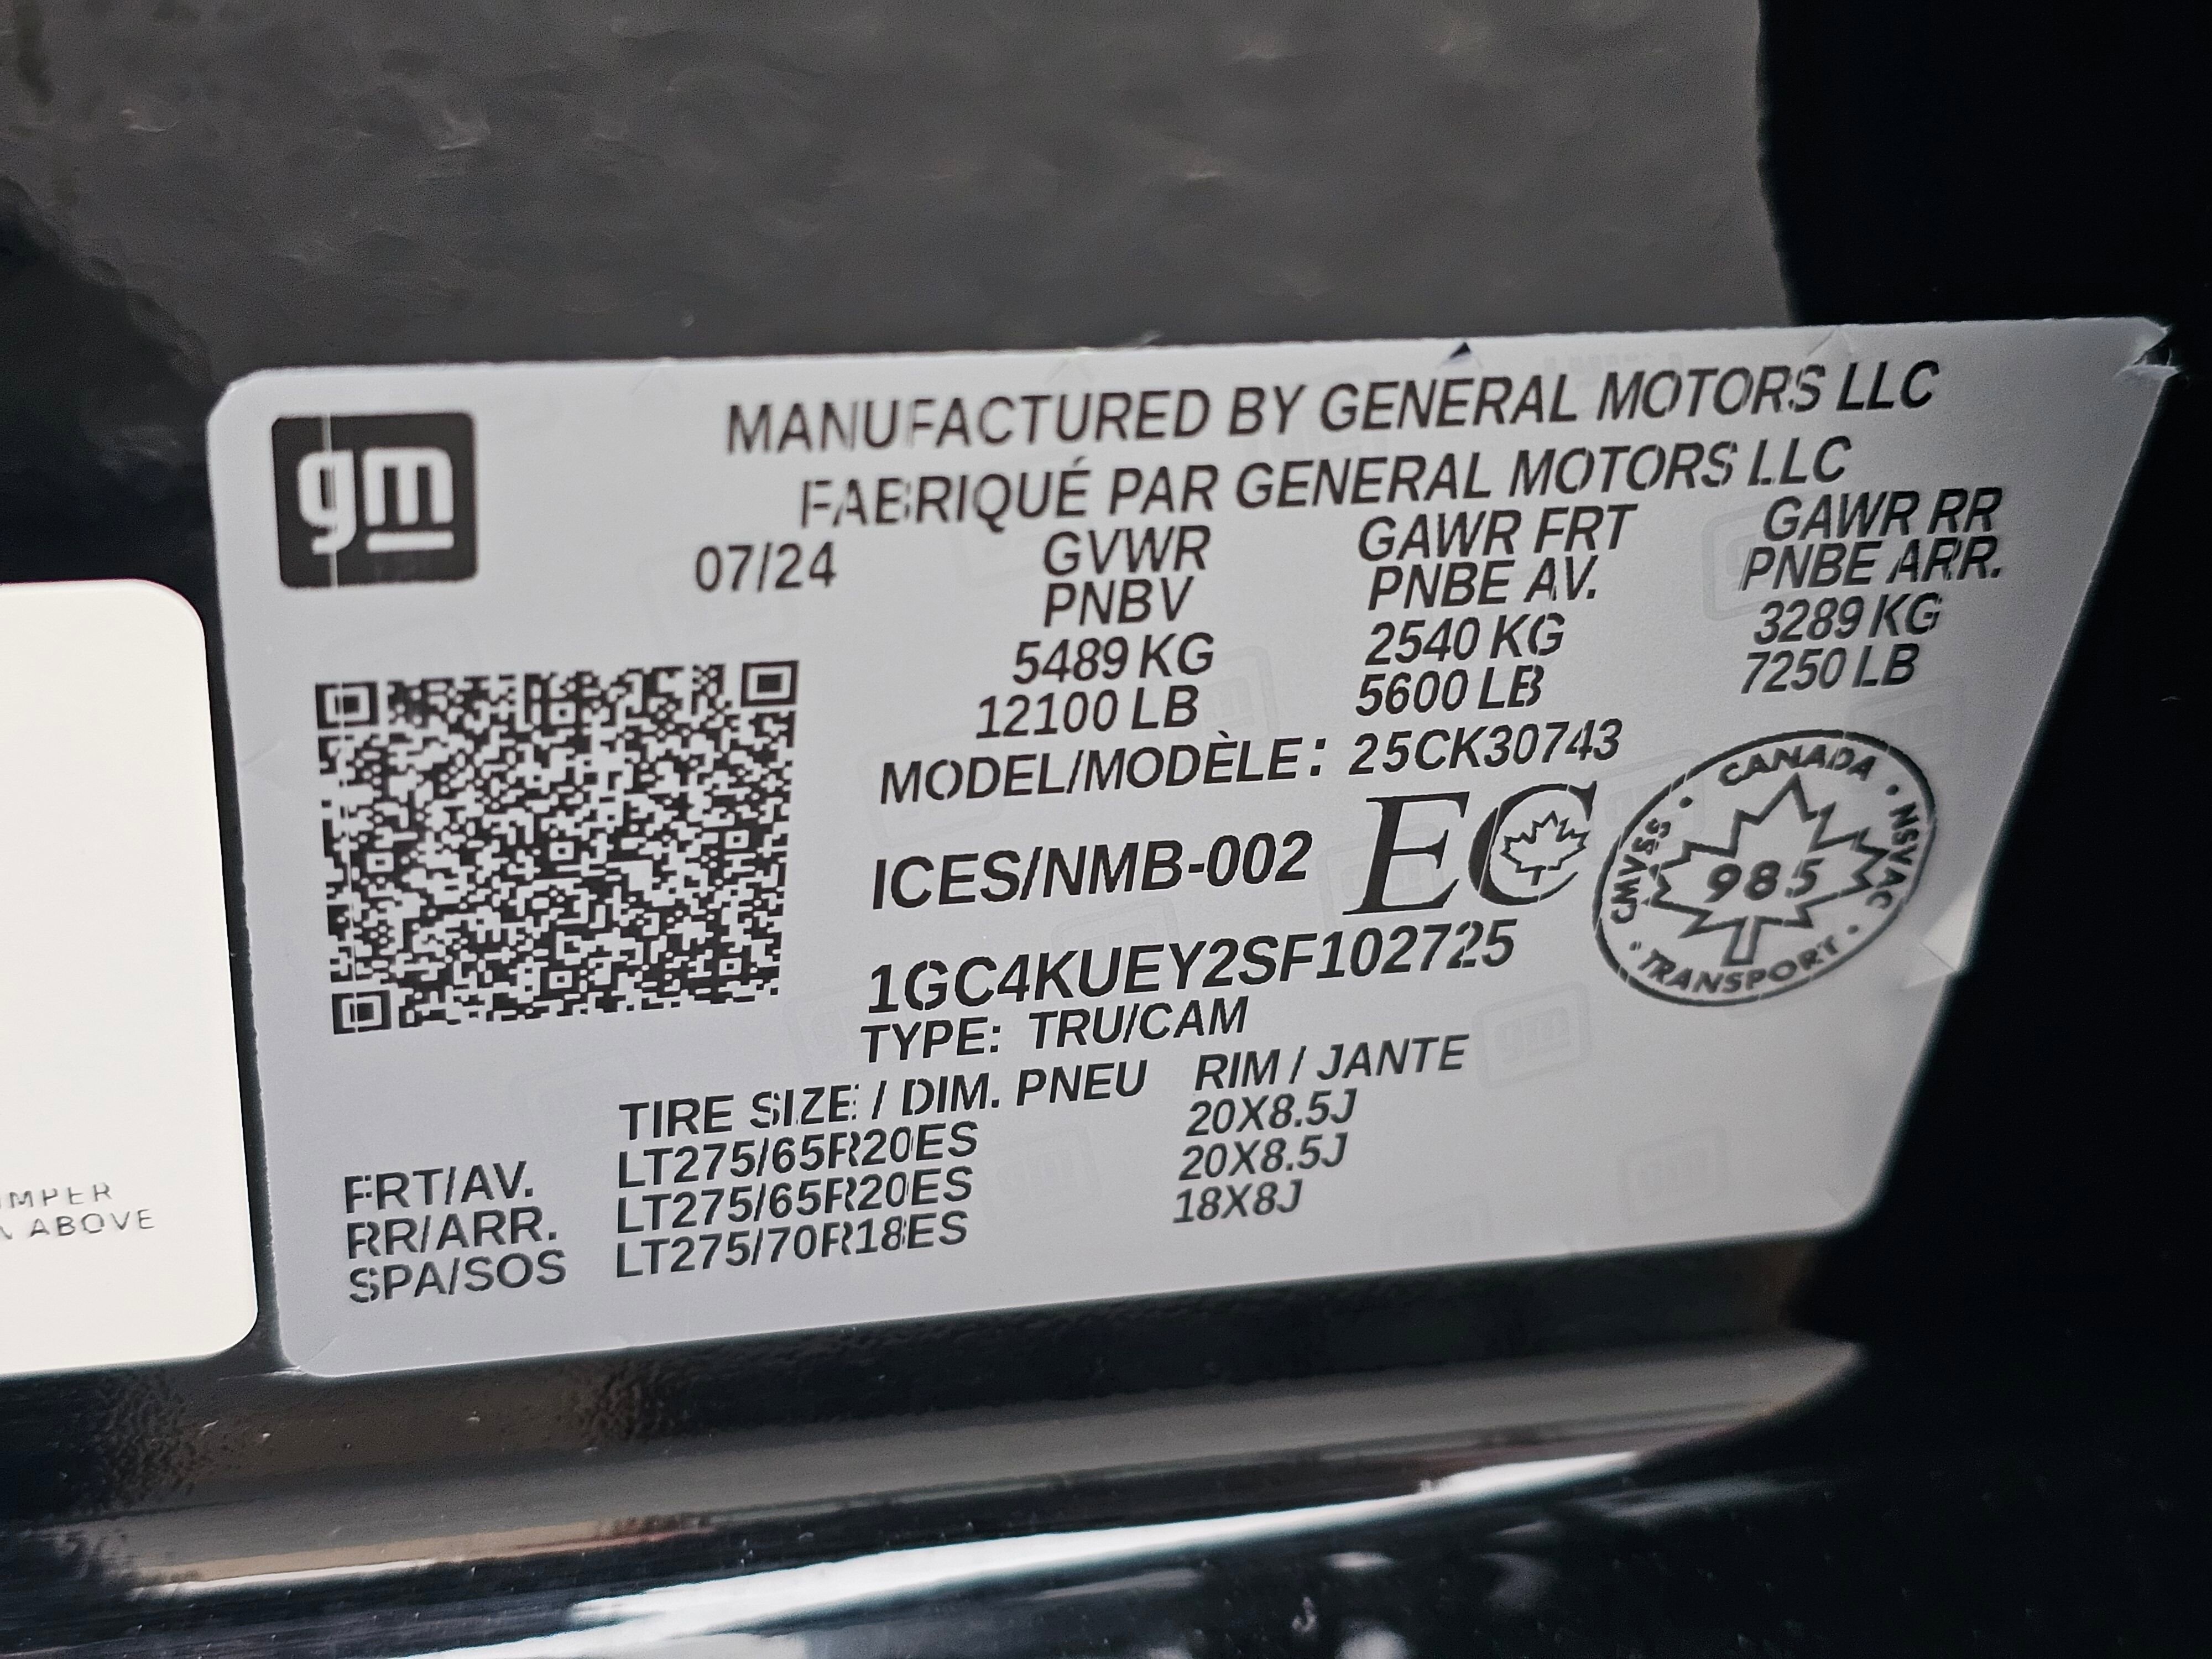 gm
MANUFACTURED BY GENERAL MOTORS LLC
FABRIQUÉ PAR GENERAL MOTORS LLC
07/24
GVWR GAWR FRT GAWR RR
PNBV PNBE AV. PNBE ARR.
5489 KG 2540 KG 3289 KG
12100 LB 5600 LB 7250 LB
MODEL/MODÈLE: 25CK30743
ICES/NMB-002 EC
CANADA • NSVAC • TRANSPORT • CMVSS •
985
1GC4KUEY2SF102725
TYPE: TRU/CAM
TIRE SIZE / DIM. PNEU RIM / JANTE
FRT/AV. LT275/65R20ES 20X8.5J
RR/ARR. LT275/65R20ES 20X8.5J
SPA/SOS LT275/70R18ES 18X8J
ABOVE